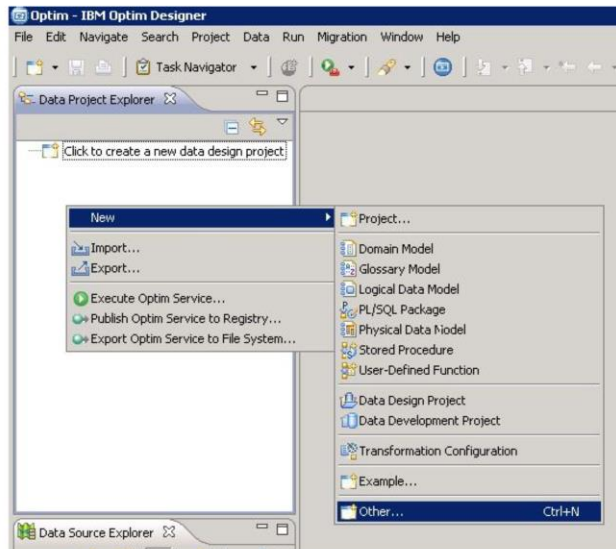 Optim - IBM Optim Designer
File Edit Navigate Search Project Data Run Migration Window Help
Task Navigator
Data Project Explorer
Click to create a new data design project
New
Import...
Export...
Execute Optim Service...
Publish Optim Service to Registry...
Export Optim Service to File System...
Project...
Domain Model
Glossary Model
Logical Data Model
PL/SQL Package
Physical Data Model
Stored Procedure
User-Defined Function
Data Design Project
Data Development Project
Transformation Configuration
Example...
Other... Ctrl+N
Data Source Explorer